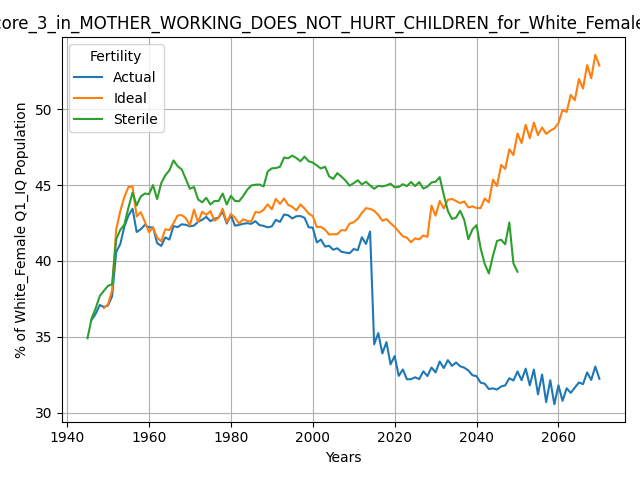 core_3_in_MOTHER_WORKING_DOES_NOT_HURT_CHILDREN_for_White_Female
Fertility
Actual
Ideal
Sterile
% of White_Female Q1_IQ Population
50
45
40
35
30
1940
1960
1980
2000
2020
2040
2060
Years